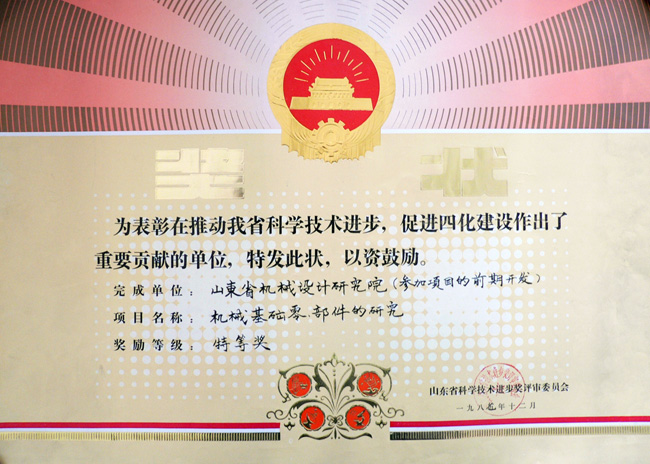 奖状
为表彰在推动我省科学技术进步，促进四化建设作出了
重要贡献的单位，特发此状，以资鼓励。
完成单位：山東省机械设计研究院（参加项目的前期开发）
项目名称：机械基础零、部件的研究
奖励等级：特等奖
山东省科学技术进步奖评审委员会
一九八 年十二月